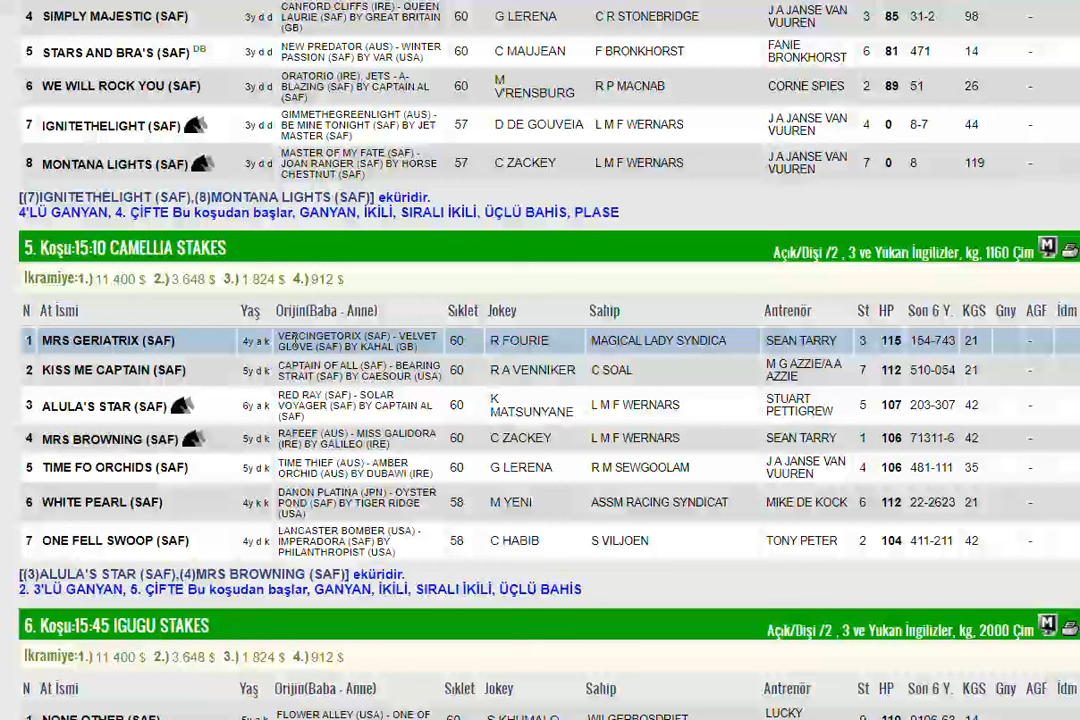 4 SIMPLY MAJESTIC (SAF) 3y d d CANFORD CLIFFS (IRE) - QUEEN LAURIE (SAF) BY GREAT BRITAIN (GB) 60 G LERENA C R STONEBRIDGE J A JANSE VAN VUUREN 3 85 31-2 98 -
5 STARS AND BRA'S (SAF) DB 3y d d NEW PREDATOR (AUS) - WINTER PASSION (SAF) BY VAR (USA) 60 C MAUJEAN F BRONKHORST FANIE BRONKHORST 6 81 471 14 -
6 WE WILL ROCK YOU (SAF) 3y d d ORATORIO (IRE), JETS - A-BLAZING (SAF) BY CAPTAIN AL (SAF) 60 M V'RENSBURG R P MACNAB CORNE SPIES 2 89 51 26 -
7 IGNITETHELIGHT (SAF) 3y d d GIMMETHEGREENLIGHT (AUS) - BE MINE TONIGHT (SAF) BY JET MASTER (SAF) 57 D DE GOUVEIA L M F WERNARS J A JANSE VAN VUUREN 4 0 8-7 44 -
8 MONTANA LIGHTS (SAF) 3y d d MASTER OF MY FATE (SAF) - JOAN RANGER (SAF) BY HORSE CHESTNUT (SAF) 57 C ZACKEY L M F WERNARS J A JANSE VAN VUUREN 7 0 8 119 -
[(7)IGNITETHELIGHT (SAF),(8)MONTANA LIGHTS (SAF)] eküridir.
4'LÜ GANYAN, 4. ÇİFTE Bu koşudan başlar, GANYAN, İKİLİ, SIRALI İKİLİ, ÜÇLÜ BAHİS, PLASE
5. Koşu:15:10 CAMELLIA STAKES Açık/Dişi /2 , 3 ve Yukarı İngilizler, kg, 1160 Çim M
İkramiye:1.) 11 400 $ 2.) 3 648 $ 3.) 1 824 $ 4.) 912 $
N At İsmi Yaş Orijin(Baba - Anne) Sıklet Jokey Sahip Antrenör St HP Son 6 Y. KGS Gny AGF İdm
1 MRS GERIATRIX (SAF) 4y a k VERCINGETORIX (SAF) - VELVET GLOVE (SAF) BY KAHAL (GB) 60 R FOURIE MAGICAL LADY SYNDICA SEAN TARRY 3 115 154-743 21 -
2 KISS ME CAPTAIN (SAF) 5y d k CAPTAIN OF ALL (SAF) - BEARING STRAIT (SAF) BY CAESOUR (USA) 60 R A VENNIKER C SOAL M G AZZIE/A A AZZIE 7 112 510-054 21 -
3 ALULA'S STAR (SAF) 6y a k RED RAY (SAF) - SOLAR VOYAGER (SAF) BY CAPTAIN AL (SAF) 60 K MATSUNYANE L M F WERNARS STUART PETTIGREW 5 107 203-307 42 -
4 MRS BROWNING (SAF) 5y d k RAFEEF (AUS) - MISS GALIDORA (IRE) BY GALILEO (IRE) 60 C ZACKEY L M F WERNARS SEAN TARRY 1 106 71311-6 42 -
5 TIME FO ORCHIDS (SAF) 5y d k TIME THIEF (AUS) - AMBER ORCHID (AUS) BY DUBAWI (IRE) 60 G LERENA R M SEWGOOLAM J A JANSE VAN VUUREN 4 106 481-111 35 -
6 WHITE PEARL (SAF) 4y k k DANON PLATINA (JPN) - OYSTER POND (SAF) BY TIGER RIDGE (USA) 58 M YENI ASSM RACING SYNDICAT MIKE DE KOCK 6 112 22-2623 21 -
7 ONE FELL SWOOP (SAF) 4y d k LANCASTER BOMBER (USA) - IMPERADORA (SAF) BY PHILANTHROPIST (USA) 58 C HABIB S VILJOEN TONY PETER 2 104 411-211 42 -
[(3)ALULA'S STAR (SAF),(4)MRS BROWNING (SAF)] eküridir.
2. 3'LÜ GANYAN, 5. ÇİFTE Bu koşudan başlar, GANYAN, İKİLİ, SIRALI İKİLİ, ÜÇLÜ BAHİS
6. Koşu:15:45 IGUGU STAKES Açık/Dişi /2 , 3 ve Yukarı İngilizler, kg, 2000 Çim M
İkramiye:1.) 11 400 $ 2.) 3 648 $ 3.) 1 824 $ 4.) 912 $
N At İsmi Yaş Orijin(Baba - Anne) Sıklet Jokey Sahip Antrenör St HP Son 6 Y. KGS Gny AGF İdm
1 NONE OTHER (SAF) FLOWER ALLEY (USA) - ONE OF 60 S KHUMALO WILGERBOSDRIFT LUCKY